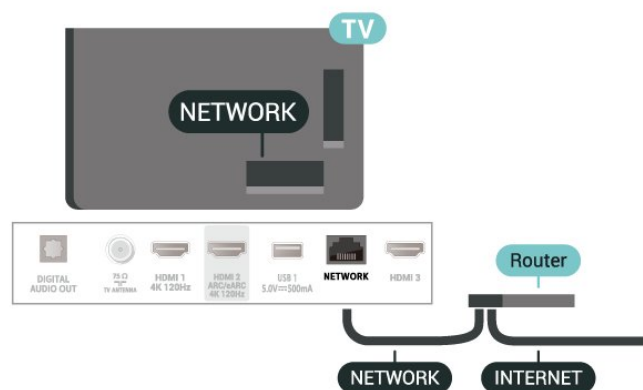 TV
NETWORK
DIGITAL
AUDIO OUT
75 Ω
TV ANTENNA
HDMI 1
4K 120Hz
HDMI 2
ARC/eARC
4K 120Hz
USB 1
5.0V⎓500mA
NETWORK
HDMI 3
Router
NETWORK
INTERNET